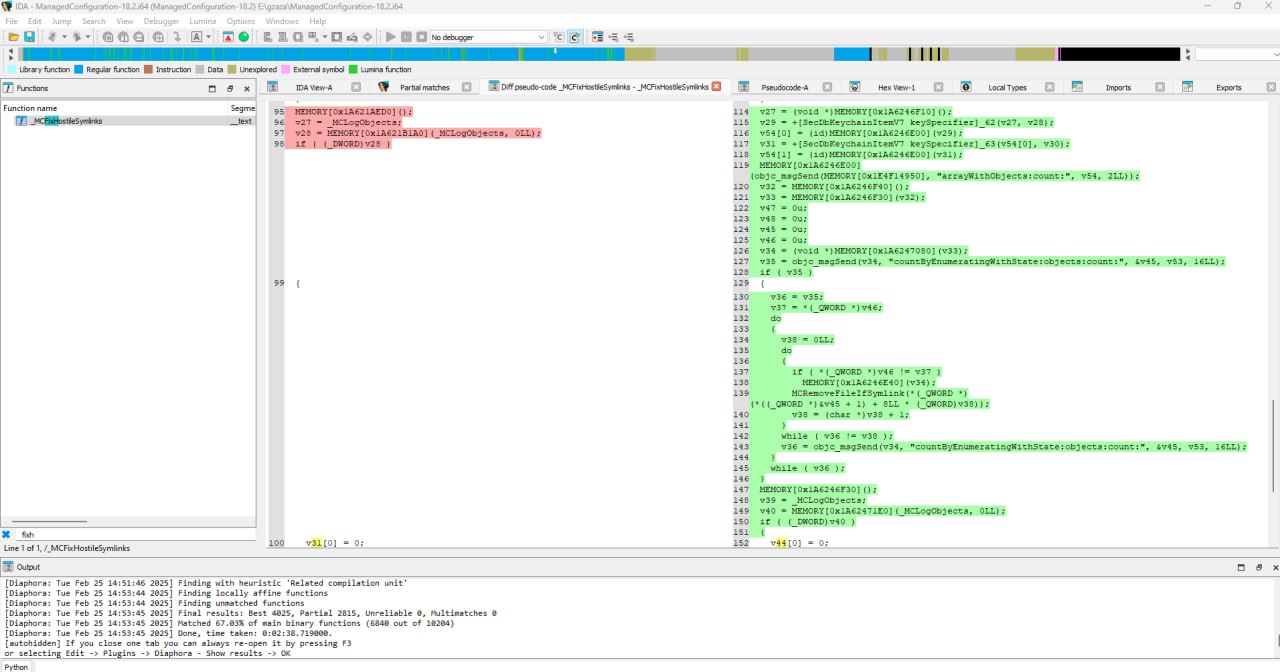 IDA - ManagedConfiguration-18.2.i64 (ManagedConfiguration-18.2) E:\gzaza\ManagedConfiguration-18.2.i64
File Edit Jump Search View Debugger Lumina Options Windows Help
No debugger
Library function Regular function Instruction Data Unexplored External symbol Lumina function
Functions
IDA View-A Partial matches Diff pseudo-code _MCFixHostileSymlinks - _MCFixHostileSymlinks Pseudocode-A Hex View-1 Local Types Imports Exports
Function name Segme
_MCFixHostileSymlinks __text
95 MEMORY[0x1A621AED0]();
96 v27 = _MCLogObjects;
97 v28 = MEMORY[0x1A621B1A0](_MCLogObjects, 0LL);
98 if ( (_DWORD)v28 )
99 {
100 v31[0] = 0;
114 v27 = (void *)MEMORY[0x1A6246F10]();
115 v29 = +[SecDbKeychainItemV7 keySpecifier]_62(v27, v28);
116 v54[0] = (id)MEMORY[0x1A6246E00](v29);
117 v31 = +[SecDbKeychainItemV7 keySpecifier]_63(v54[0], v30);
118 v54[1] = (id)MEMORY[0x1A6246E00](v31);
119 MEMORY[0x1A6246E00]
(objc_msgSend(MEMORY[0x1E4F14950], "arrayWithObjects:count:", v54, 2LL));
120 v32 = MEMORY[0x1A6246F40]();
121 v33 = MEMORY[0x1A6246F30](v32);
122 v47 = 0u;
123 v48 = 0u;
124 v45 = 0u;
125 v46 = 0u;
126 v34 = (void *)MEMORY[0x1A6247080](v33);
127 v35 = objc_msgSend(v34, "countByEnumeratingWithState:objects:count:", &v45, v53, 16LL);
128 if ( v35 )
129 {
130 v36 = v35;
131 v37 = *(_QWORD *)v46;
132 do
133 {
134 v38 = 0LL;
135 do
136 {
137 if ( *(_QWORD *)v46 != v37 )
138 MEMORY[0x1A6246E40](v34);
139 MCRemoveFileIfSymlink(*(_QWORD *)
(*((_QWORD *)&v45 + 1) + 8LL * (_QWORD)v38));
140 v38 = (char *)v38 + 1;
141 }
142 while ( v36 != v38 );
143 v36 = objc_msgSend(v34, "countByEnumeratingWithState:objects:count:", &v45, v53, 16LL);
144 }
145 while ( v36 );
146 }
147 MEMORY[0x1A6246F30]();
148 v39 = _MCLogObjects;
149 v40 = MEMORY[0x1A62471E0](_MCLogObjects, 0LL);
150 if ( (_DWORD)v40 )
151 {
152 v44[0] = 0;
fixh
Line 1 of 1, /_MCFixHostileSymlinks
Output
[Diaphora: Tue Feb 25 14:51:46 2025] Finding with heuristic 'Related compilation unit'
[Diaphora: Tue Feb 25 14:53:44 2025] Finding locally affine functions
[Diaphora: Tue Feb 25 14:53:44 2025] Finding unmatched functions
[Diaphora: Tue Feb 25 14:53:45 2025] Final results: Best 4025, Partial 2815, Unreliable 0, Multimatches 0
[Diaphora: Tue Feb 25 14:53:45 2025] Matched 67.03% of main binary functions (6840 out of 10204)
[Diaphora: Tue Feb 25 14:53:45 2025] Done, time taken: 0:02:38.719000.
[autohidden] If you close one tab you can always re-open it by pressing F3
or selecting Edit -> Plugins -> Diaphora - Show results -> OK
Python